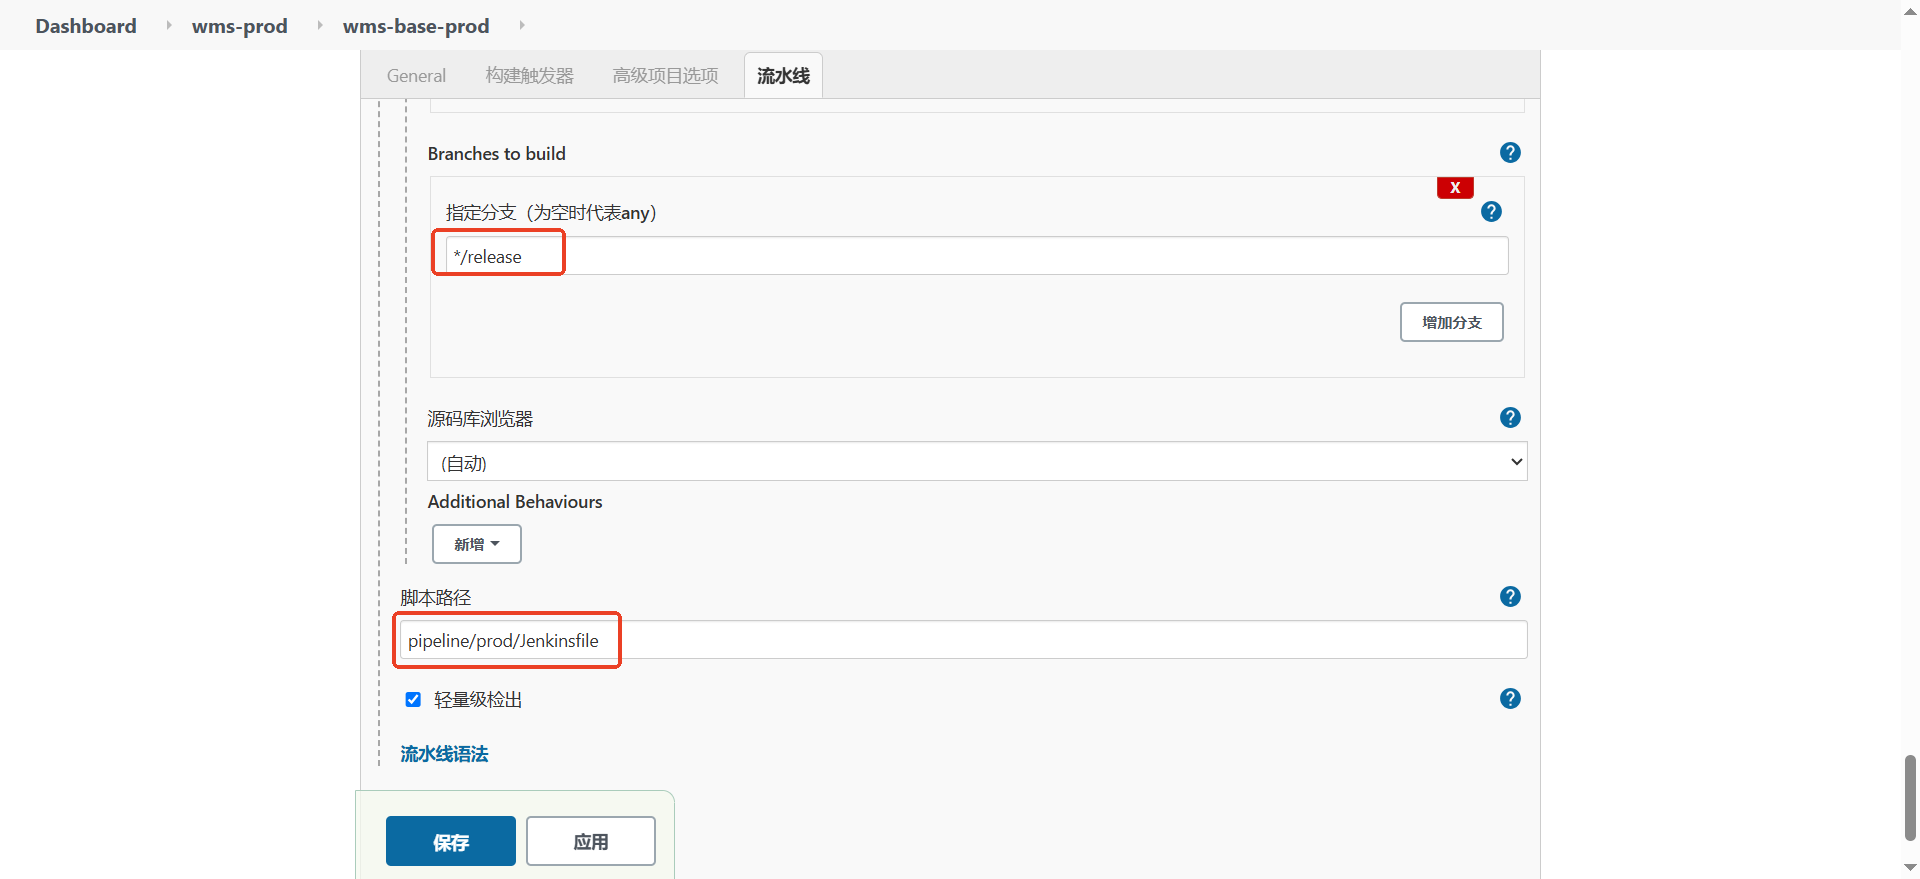 Dashboard wms-prod wms-base-prod
General 构建触发器 高级项目选项 流水线
Branches to build
?
X
指定分支（为空时代表any）
?
*/release
增加分支
源码库浏览器
?
(自动)
Additional Behaviours
新增
脚本路径
?
pipeline/prod/Jenkinsfile
轻量级检出
?
流水线语法
保存 应用